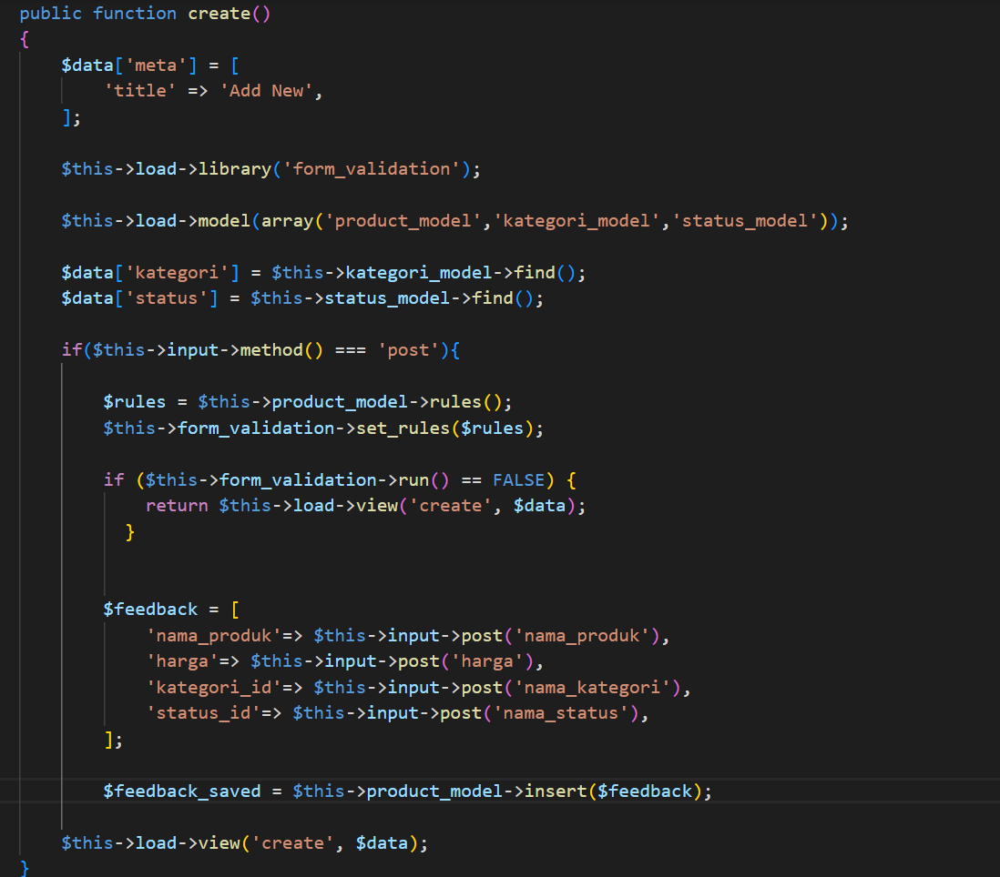 public function create()
{
    $data['meta'] = [
        'title' => 'Add New',
    ];

    $this->load->library('form_validation');

    $this->load->model(array('product_model','kategori_model','status_model'));

    $data['kategori'] = $this->kategori_model->find();
    $data['status'] = $this->status_model->find();

    if($this->input->method() === 'post'){

        $rules = $this->product_model->rules();
        $this->form_validation->set_rules($rules);

        if ($this->form_validation->run() == FALSE) {
            return $this->load->view('create', $data);
          }


        $feedback = [
            'nama_produk'=> $this->input->post('nama_produk'),
            'harga'=> $this->input->post('harga'),
            'kategori_id'=> $this->input->post('nama_kategori'),
            'status_id'=> $this->input->post('nama_status'),
        ];

        $feedback_saved = $this->product_model->insert($feedback);

    $this->load->view('create', $data);
}